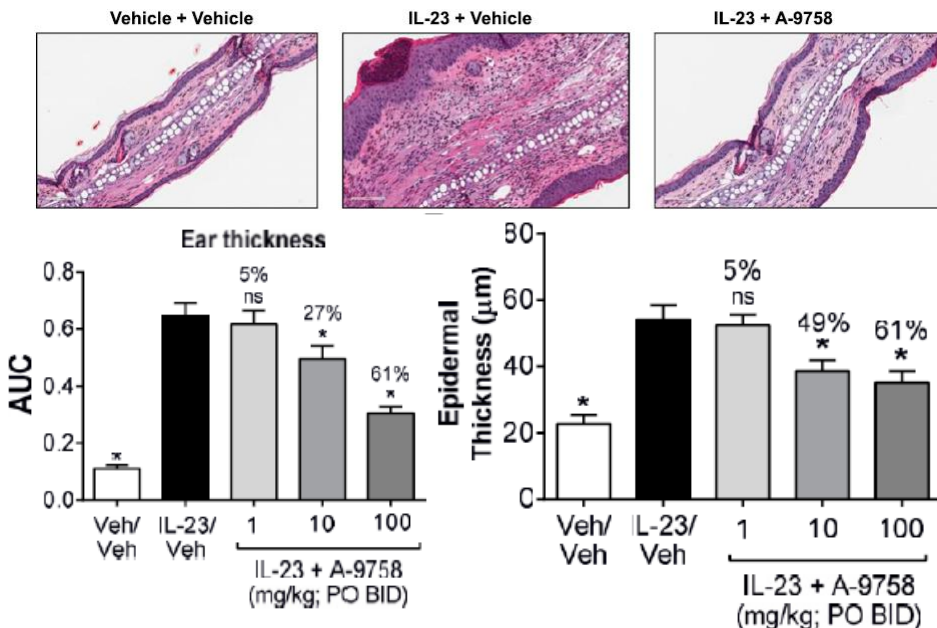 Vehicle + Vehicle
IL-23 + Vehicle
IL-23 + A-9758
Ear thickness
AUC
0.8
0.6
0.4
0.2
0.0
*
5%
ns
27%
*
61%
*
Veh/
Veh
IL-23/
Veh
1
10
100
IL-23 + A-9758
(mg/kg; PO BID)
Epidermal
Thickness (μm)
80
60
40
20
0
*
5%
ns
49%
*
61%
*
Veh/
Veh
IL-23/
Veh
1
10
100
IL-23 + A-9758
(mg/kg; PO BID)